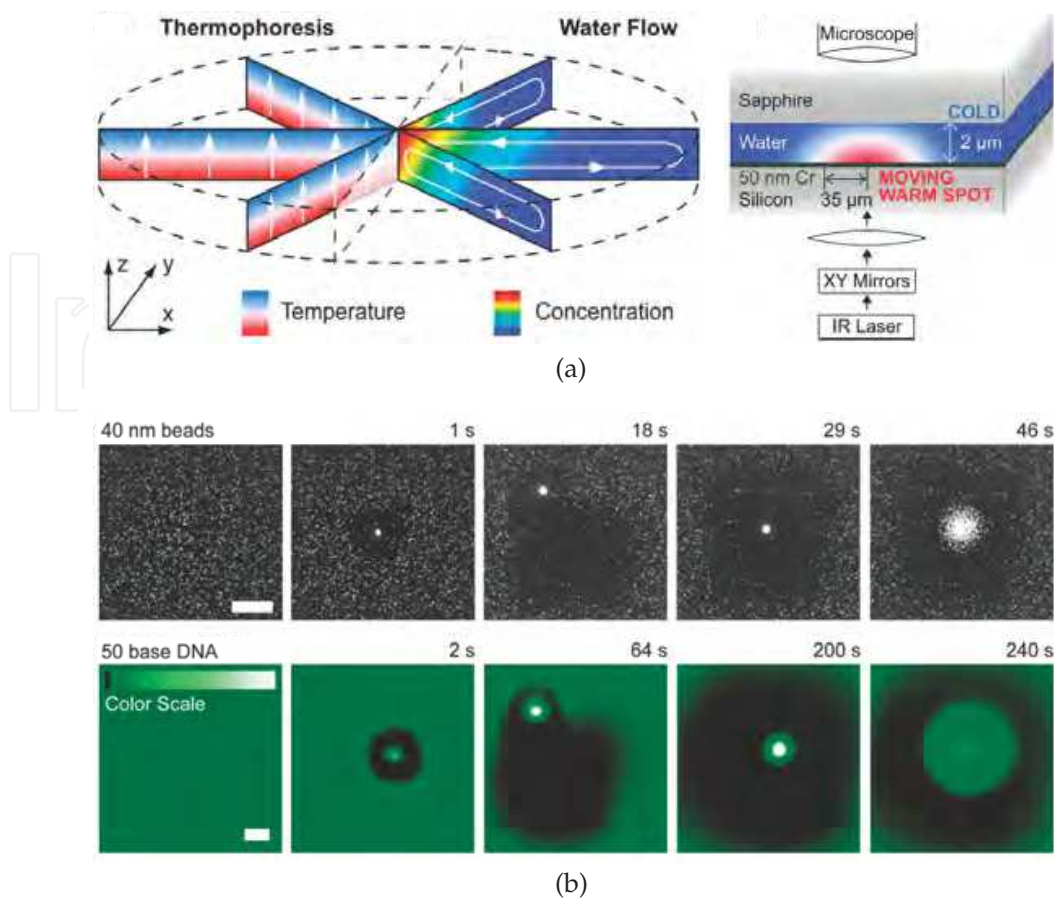 Thermophoresis
Water Flow
z
y
x
Temperature
Concentration
Microscope
Sapphire
COLD
Water
2 μm
50 nm Cr
Silicon
35 μm
MOVING
WARM SPOT
XY Mirrors
IR Laser
(a)
40 nm beads
1 s
18 s
29 s
46 s
50 base DNA
2 s
64 s
200 s
240 s
Color Scale
(b)